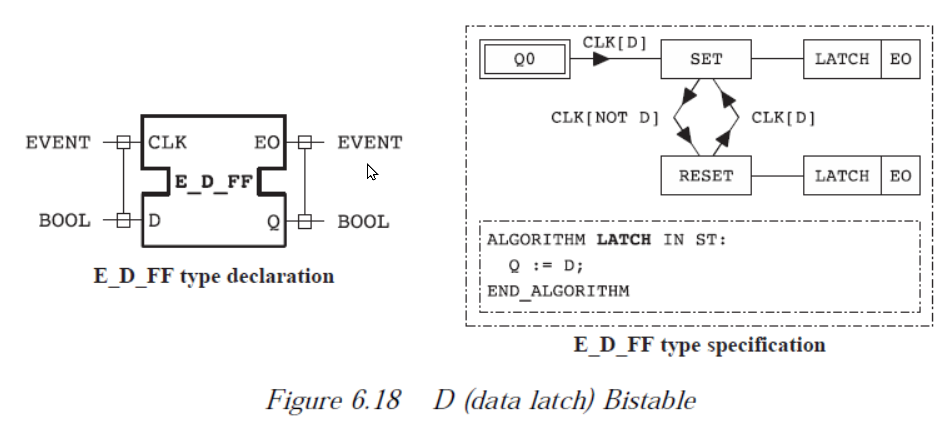 EVENT CLK EO EVENT
E_D_FF
BOOL D Q BOOL
E_D_FF type declaration
Q0 CLK[D] SET LATCH EO
CLK[NOT D] CLK[D]
RESET LATCH EO
ALGORITHM LATCH IN ST:
Q := D;
END_ALGORITHM
E_D_FF type specification
Figure 6.18 D (data latch) Bistable